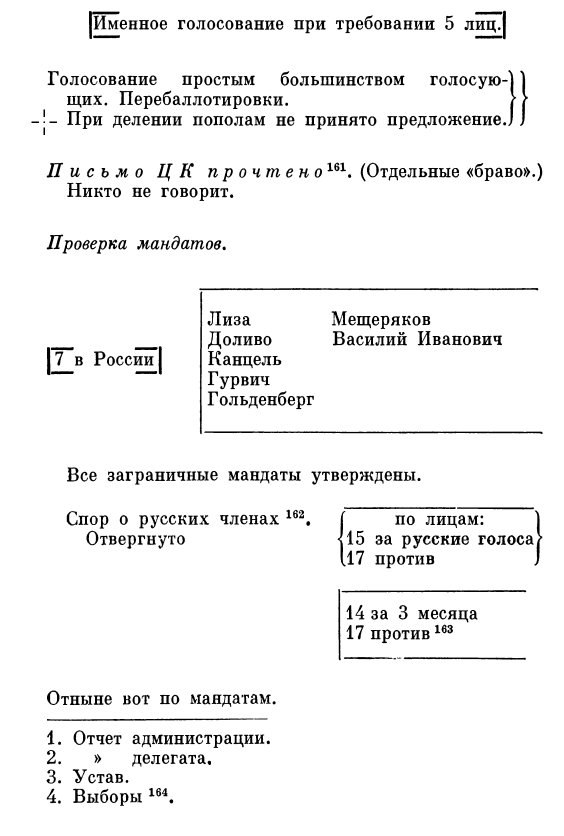 Именное голосование при требовании 5 лиц.
Голосование простым большинством голосую-
щих. Перебаллотировки.
При делении пополам не принято предложение.
Письмо ЦК прочтено 161. (Отдельные «браво».)
Никто не говорит.
Проверка мандатов.
Лиза Мещеряков
Доливо Василий Иванович
7 в России Канцель
Гурвич
Гольденберг
Все заграничные мандаты утверждены.
Спор о русских членах 162. по лицам:
Отвергнуто 15 за русские голоса
17 против
14 за 3 месяца
17 против 163
Отныне вот по мандатам.
1. Отчет администрации.
2. » делегата.
3. Устав.
4. Выборы 164.